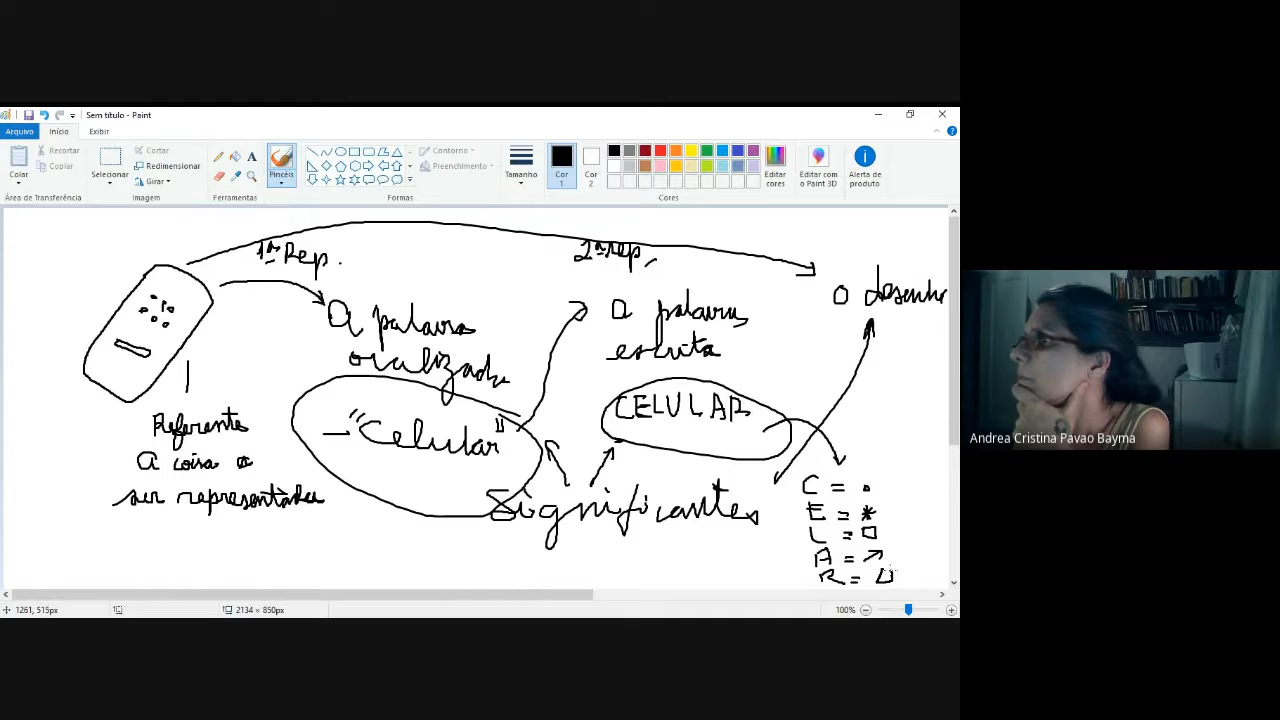 Sem título - Paint
Arquivo
Início
Exibir
Colar
Recortar
Copiar
Área de Transferência
Selecionar
Cortar
Redimensionar
Girar
Imagem
A
Ferramentas
Pincéis
Contorno
Preenchimento
Formas
Tamanho
Cor
1
Cor
2
Editar
cores
Cores
Editar com
o Paint 3D
Alerta de
produto
1ª Rep.
2ª rep.
O desenho
A palavra
oralizada
A palavra
escrita
- "Celular"
CELULAR
Referente
A coisa a
ser representada
Significantes
C = .
E = *
L = □
A = ↗
R = Δ
1261, 515px
2134 × 850px
100%
Andrea Cristina Pavao Bayma